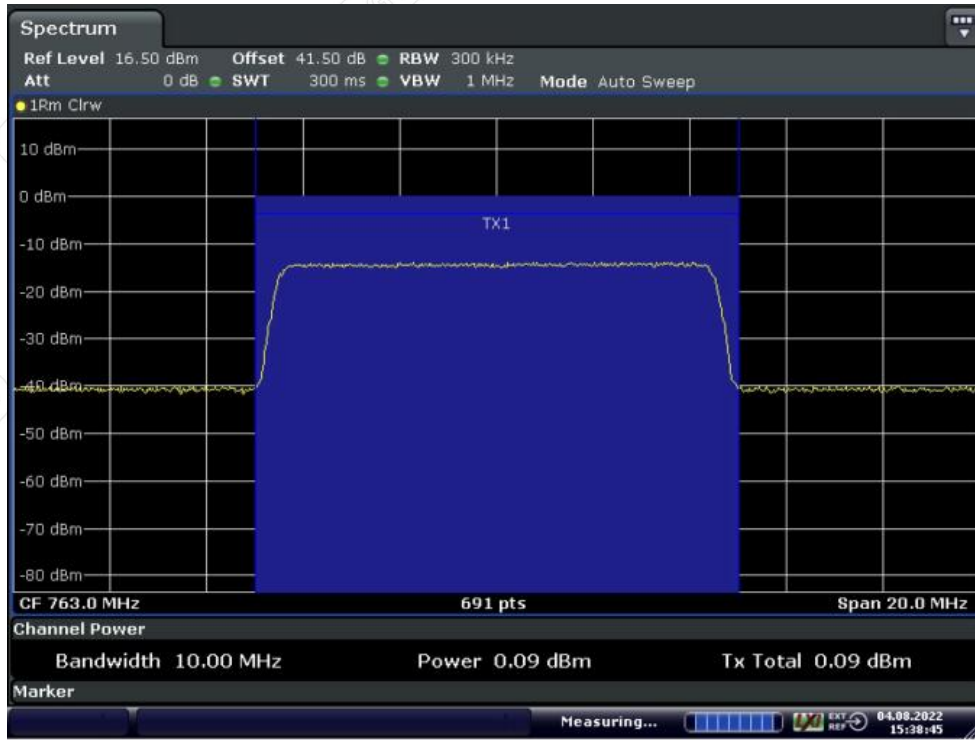 Spectrum
Ref Level 16.50 dBm Offset 41.50 dB RBW 300 kHz
Att 0 dB SWT 300 ms VBW 1 MHz Mode Auto Sweep
1Rm Clrw
10 dBm
0 dBm
TX1
-10 dBm
-20 dBm
-30 dBm
-40 dBm
-50 dBm
-60 dBm
-70 dBm
-80 dBm
CF 763.0 MHz 691 pts Span 20.0 MHz
Channel Power
Bandwidth 10.00 MHz Power 0.09 dBm Tx Total 0.09 dBm
Marker
Measuring... EXT REF 04.08.2022
15:38:45